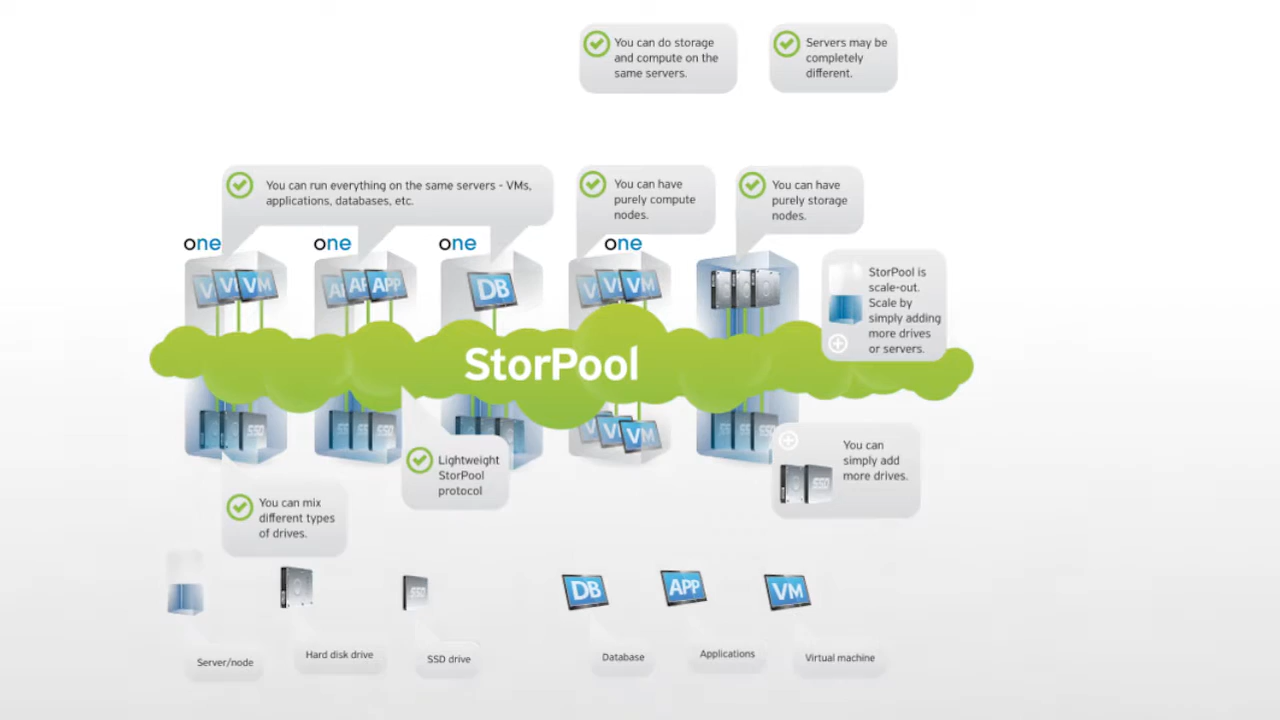 You can do storage
and compute on the
same servers.
Servers may be
completely
different.
You can run everything on the same servers - VMs,
applications, databases, etc.
You can have
purely compute
nodes.
You can have
purely storage
nodes.
one
one
one
one
VM
APP
DB
VM
StorPool is
scale-out.
Scale by
simply adding
more drives
or servers.
StorPool
SSD
VM
You can
simply add
more drives.
SSD
Lightweight
StorPool
protocol
You can mix
different types
of drives.
SSD
DB
APP
VM
Server/node
Hard disk drive
SSD drive
Database
Applications
Virtual machine